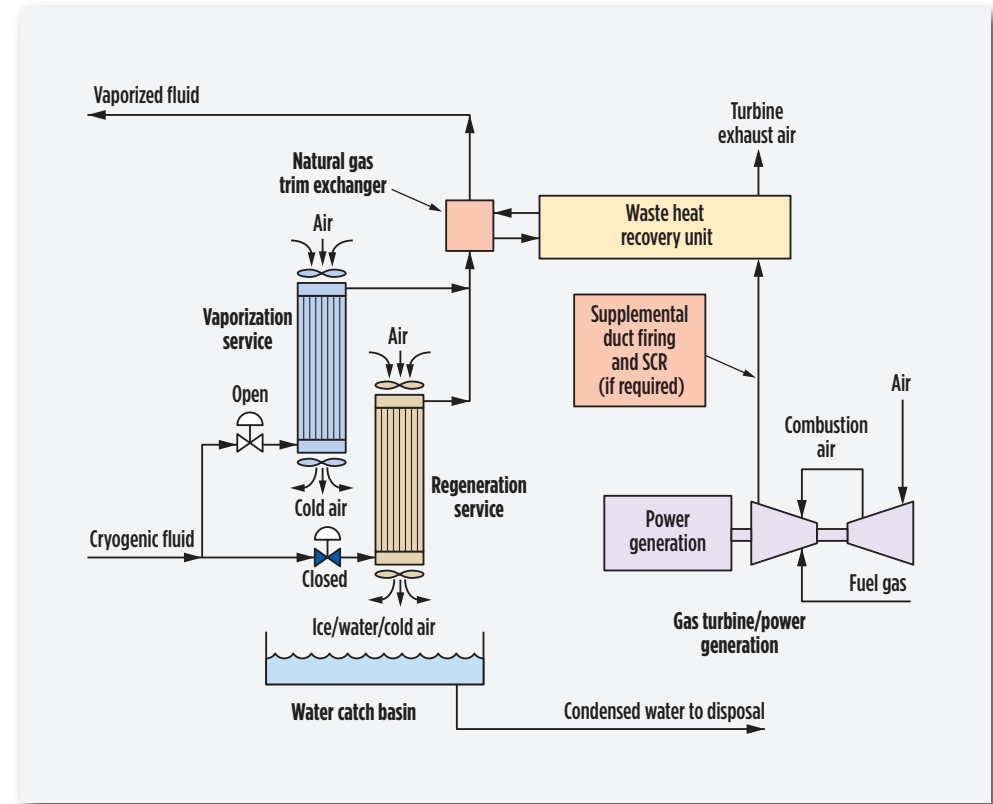 Vaporized fluid
Turbine
exhaust air
Natural gas
trim exchanger
Waste heat
recovery unit
Air
Vaporization
service
Supplemental
duct firing
and SCR
(if required)
Air
Air
Open
Combustion
air
Regeneration
service
Cold air
Power
generation
Cryogenic fluid
Closed
Fuel gas
Ice/water/cold air
Gas turbine/power
generation
Water catch basin
Condensed water to disposal